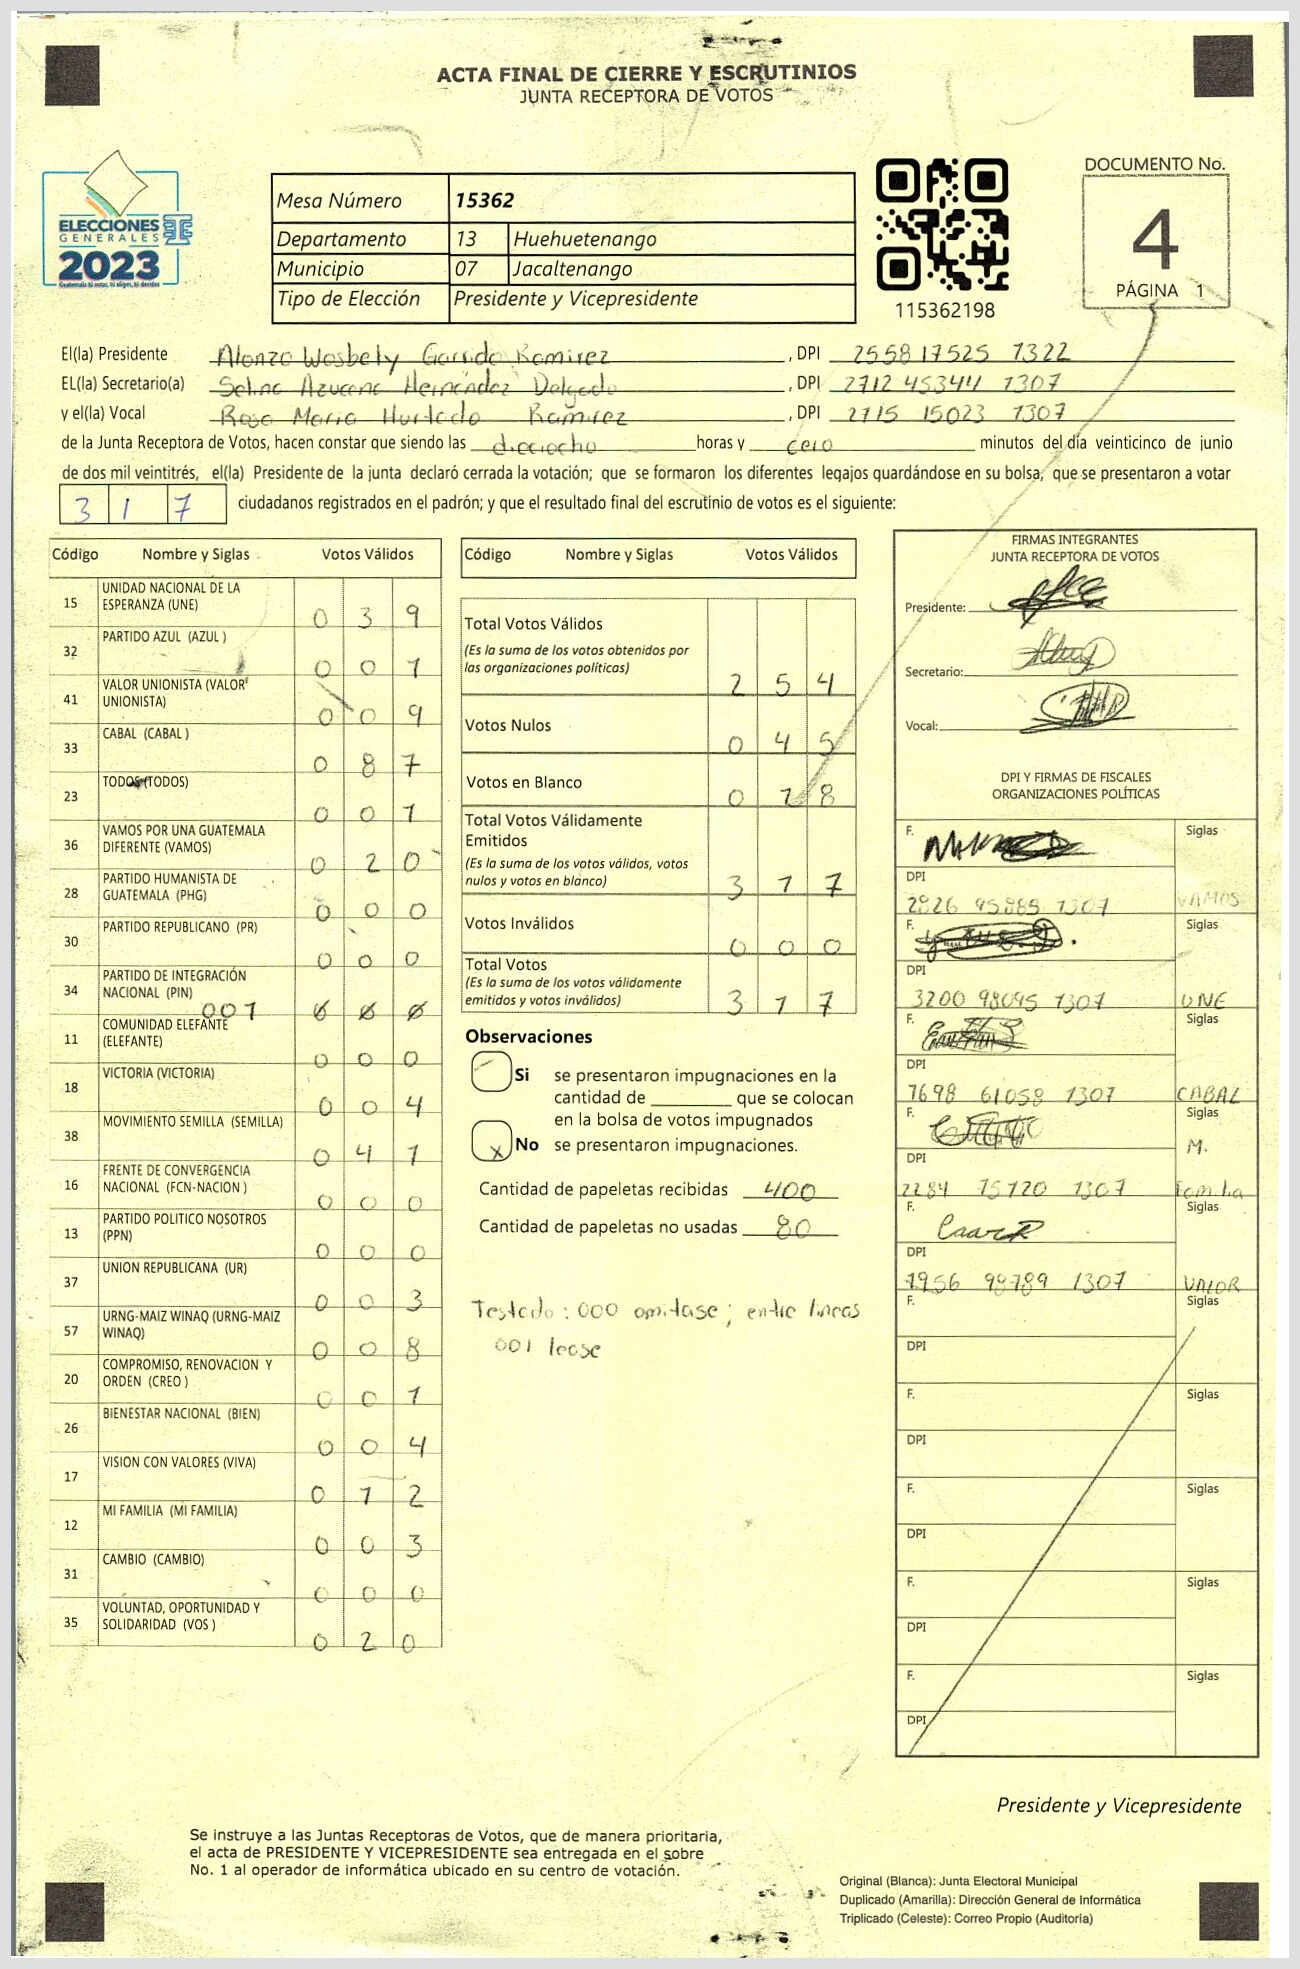 ACTA FINAL DE CIERRE Y ESCRUTINIOS
JUNTA RECEPTORA DE VOTOS
ELECCIONES
GENERALES
2023
Mesa Número 15362
Departamento 13 Huehuetenango
Municipio 07 Jacaltenango
Tipo de Elección Presidente y Vicepresidente
115362198
DOCUMENTO No.
4
PÁGINA 1
El(la) Presidente Alonzo Wosbely Garrido Ramirez , DPI 2558 17525 1322
EL(la) Secretario(a) Selina Azucena Hernández Delgado , DPI 2712 45344 1307
y el(la) Vocal Rosa Maria Hurtado Ramirez , DPI 2715 15023 1307
de la Junta Receptora de Votos, hacen constar que siendo las dieciocho horas y cero minutos del día veinticinco de junio
de dos mil veintitrés, el(la) Presidente de la junta declaró cerrada la votación; que se formaron los diferentes legajos guardándose en su bolsa, que se presentaron a votar
3 1 7 ciudadanos registrados en el padrón; y que el resultado final del escrutinio de votos es el siguiente:
Código Nombre y Siglas Votos Válidos
15 UNIDAD NACIONAL DE LA
ESPERANZA (UNE) 0 3 9
32 PARTIDO AZUL (AZUL ) 0 0 1
41 VALOR UNIONISTA (VALOR
UNIONISTA) 0 0 9
33 CABAL (CABAL ) 0 8 7
23 TODOS (TODOS) 0 0 1
36 VAMOS POR UNA GUATEMALA
DIFERENTE (VAMOS) 0 2 0
28 PARTIDO HUMANISTA DE
GUATEMALA (PHG) 0 0 0
30 PARTIDO REPUBLICANO (PR) 0 0 0
34 PARTIDO DE INTEGRACIÓN
NACIONAL (PIN) 001 0 0 0
11 COMUNIDAD ELEFANTE
(ELEFANTE) 0 0 0
18 VICTORIA (VICTORIA) 0 0 4
38 MOVIMIENTO SEMILLA (SEMILLA) 0 4 1
16 FRENTE DE CONVERGENCIA
NACIONAL (FCN-NACION ) 0 0 0
13 PARTIDO POLITICO NOSOTROS
(PPN) 0 0 0
37 UNION REPUBLICANA (UR) 0 0 3
57 URNG-MAIZ WINAQ (URNG-MAIZ
WINAQ) 0 0 8
20 COMPROMISO, RENOVACION Y
ORDEN (CREO ) 0 0 1
26 BIENESTAR NACIONAL (BIEN) 0 0 4
17 VISION CON VALORES (VIVA) 0 1 2
12 MI FAMILIA (MI FAMILIA) 0 0 3
31 CAMBIO (CAMBIO) 0 0 0
35 VOLUNTAD, OPORTUNIDAD Y
SOLIDARIDAD (VOS ) 0 2 0
Código Nombre y Siglas Votos Válidos
Total Votos Válidos
(Es la suma de los votos obtenidos por
las organizaciones políticas) 2 5 4
Votos Nulos 0 4 5
Votos en Blanco 0 1 8
Total Votos Válidamente
Emitidos
(Es la suma de los votos válidos, votos
nulos y votos en blanco) 3 1 7
Votos Inválidos 0 0 0
Total Votos
(Es la suma de los votos válidamente
emitidos y votos inválidos) 3 1 7
Observaciones
Si se presentaron impugnaciones en la
cantidad de ________ que se colocan
en la bolsa de votos impugnados
x No se presentaron impugnaciones.
Cantidad de papeletas recibidas 400
Cantidad de papeletas no usadas 80
Testado : 000 omitase ; entre lineas
001 lease
FIRMAS INTEGRANTES
JUNTA RECEPTORA DE VOTOS
Presidente:
Secretario:
Vocal:
DPI Y FIRMAS DE FISCALES
ORGANIZACIONES POLÍTICAS
F. Siglas
DPI
2826 45885 1307 VAMOS
F. Siglas
DPI
3200 98095 1307 UNE
F. Siglas
DPI
1698 61058 1307 CABAL
F. Siglas
M.
DPI
2284 15120 1307 Familia
F. Siglas
DPI
1956 98789 1307 VALOR
F. Siglas
DPI
F. Siglas
DPI
F. Siglas
DPI
F. Siglas
DPI
F. Siglas
DPI
Presidente y Vicepresidente
Se instruye a las Juntas Receptoras de Votos, que de manera prioritaria,
el acta de PRESIDENTE Y VICEPRESIDENTE sea entregada en el sobre
No. 1 al operador de informática ubicado en su centro de votación.
Original (Blanca): Junta Electoral Municipal
Duplicado (Amarilla): Dirección General de Informática
Triplicado (Celeste): Correo Propio (Auditoría)